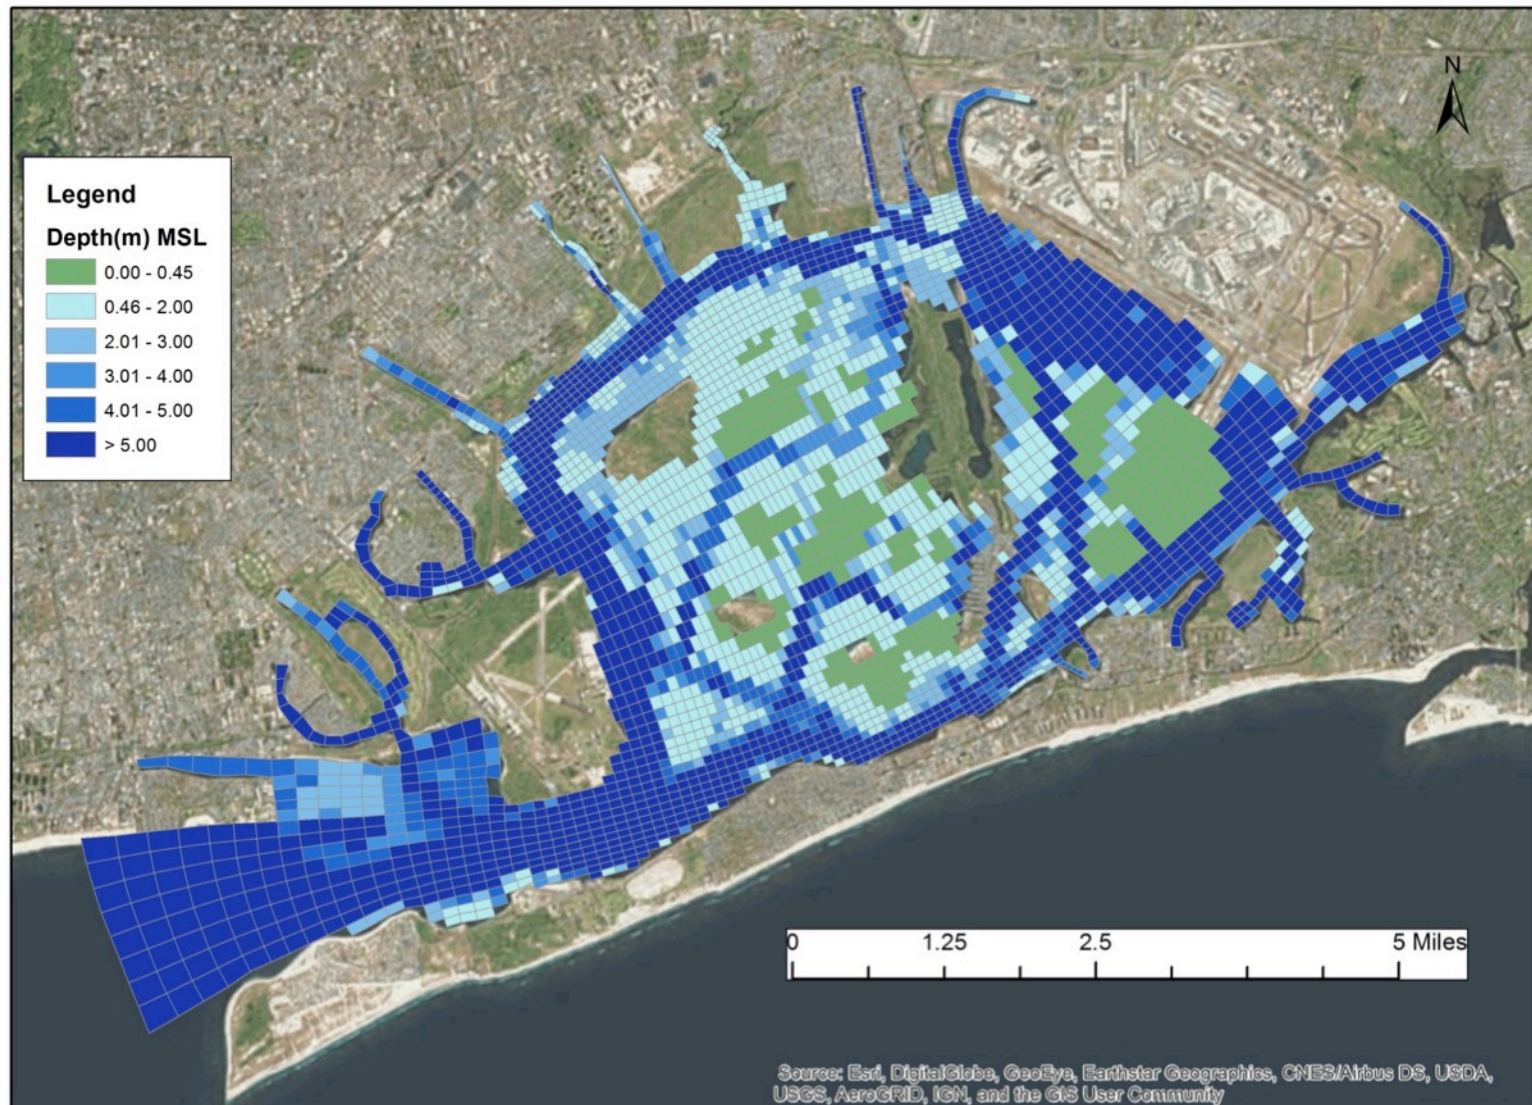 N
Legend
Depth(m) MSL
0.00 - 0.45
0.46 - 2.00
2.01 - 3.00
3.01 - 4.00
4.01 - 5.00
> 5.00
0 1.25 2.5 5 Miles
Source: Esri, DigitalGlobe, GeoEye, Earthstar Geographics, CNES/Airbus DS, USDA,
USGS, AeroGRID, IGN, and the GIS User Community